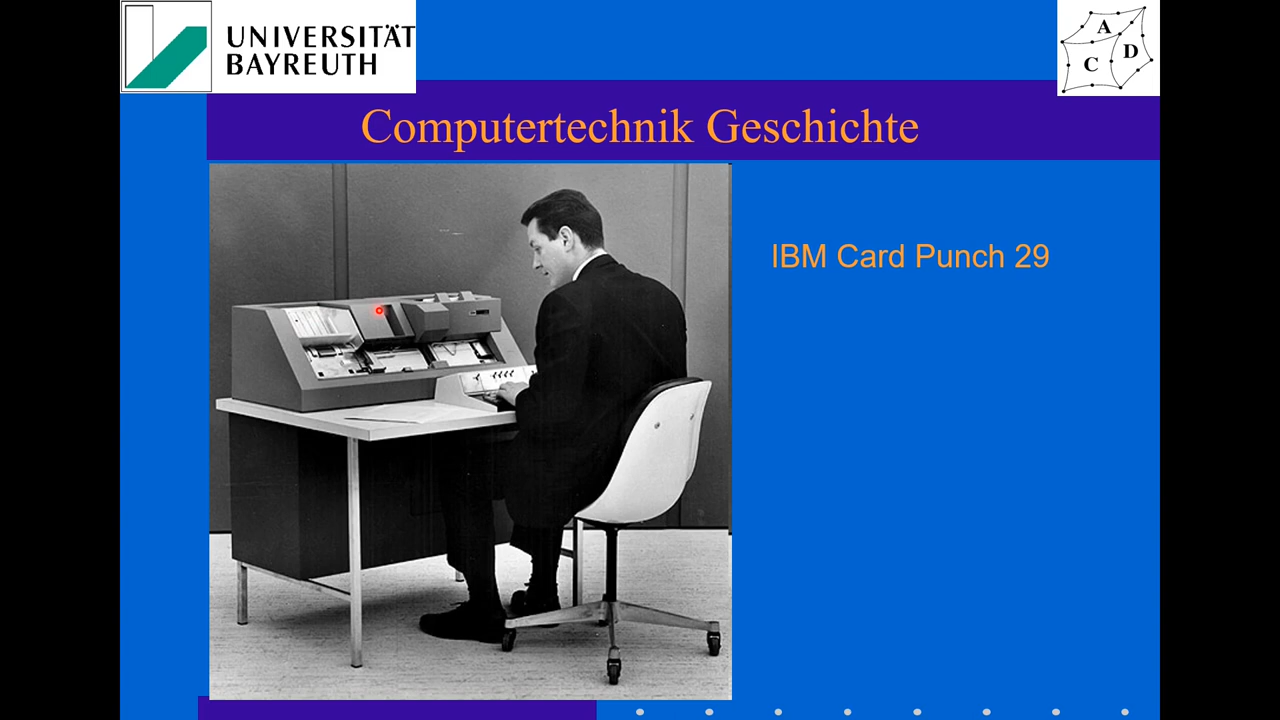 UNIVERSITÄT
BAYREUTH
A
D
C
Computertechnik Geschichte
IBM Card Punch 29